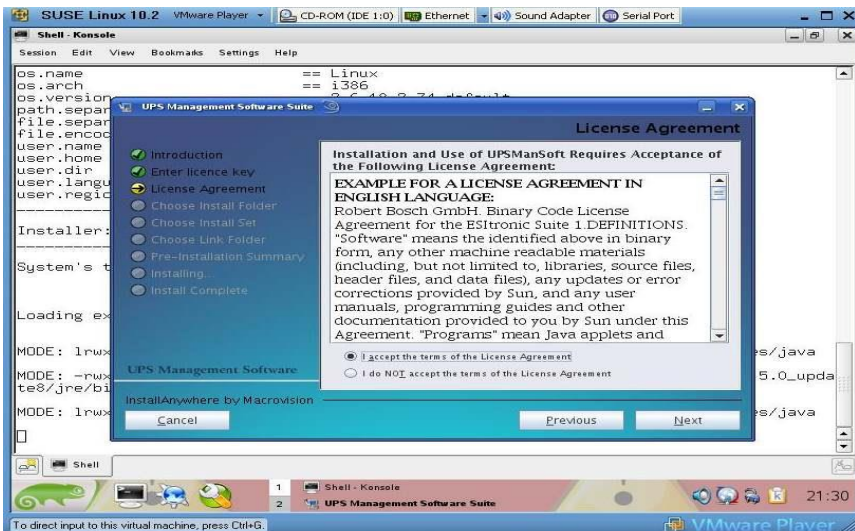 SUSE Linux 10.2 VMware Player CD-ROM (IDE 1:0) Ethernet Sound Adapter Serial Port
Shell - Konsole
Session Edit View Bookmarks Settings Help
os.name == Linux
os.arch == i386
os.version
path.separ
file.separ
file.encod
user.name
user.home
user.dir
user.langu
user.regio
Installer:
System's t
Loading ex
MODE: lrwx s/java
MODE: -rwx 5.0_upda
te8/jre/bi
MODE: lrwx s/java
UPS Management Software Suite
License Agreement
Introduction
Enter licence key
License Agreement
Choose Install Folder
Choose Install Set
Choose Link Folder
Pre-Installation Summary
Installing...
Install Complete
UPS Management Software
Installation and Use of UPSManSoft Requires Acceptance of
the Following License Agreement:
EXAMPLE FOR A LICENSE AGREEMENT IN
ENGLISH LANGUAGE:
Robert Bosch GmbH. Binary Code License
Agreement for the ESItronic Suite 1.DEFINITIONS.
"Software" means the identified above in binary
form, any other machine readable materials
(including, but not limited to, libraries, source files,
header files, and data files), any updates or error
corrections provided by Sun, and any user
manuals, programming guides and other
documentation provided to you by Sun under this
Agreement. "Programs" mean Java applets and
I accept the terms of the License Agreement
I do NOT accept the terms of the License Agreement
InstallAnywhere by Macrovision
Cancel Previous Next
Shell
1 Shell - Konsole
2 UPS Management Software Suite
21:30
To direct input to this virtual machine, press Ctrl+G.
VMware Player